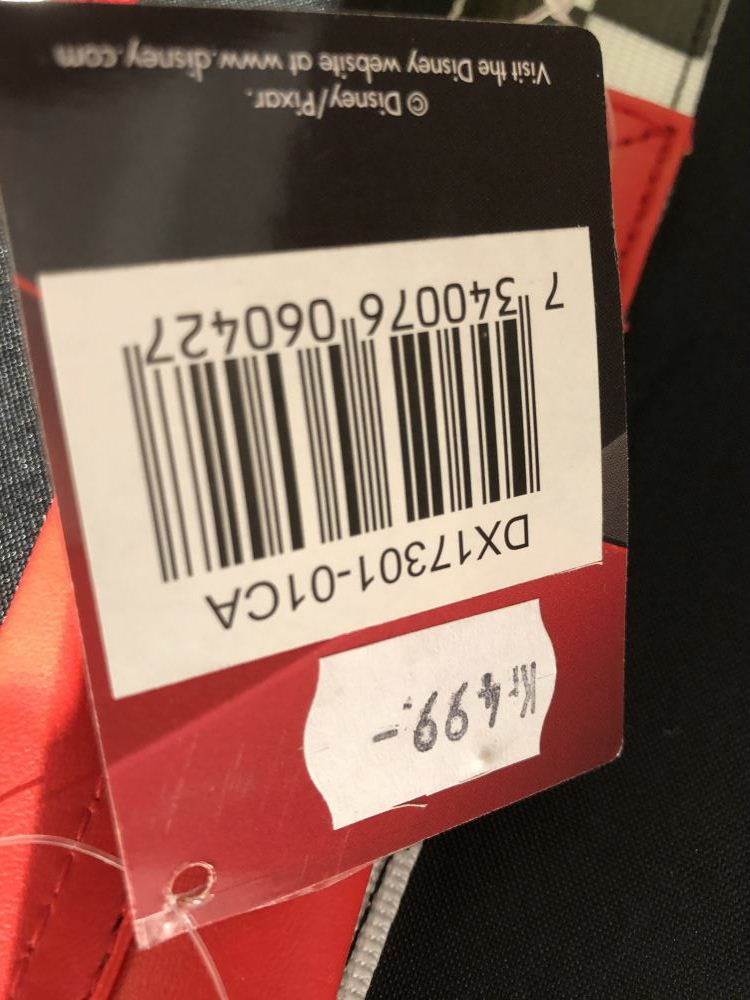 Kr 499.-
DX17301-01CA
7 340076 060427
© Disney/Pixar.
Visit the Disney website at www.disney.com